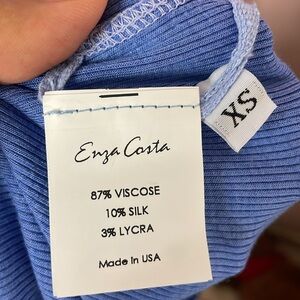 Enza Costa
87% VISCOSE
10% SILK
3% LYCRA
Made In USA
XS